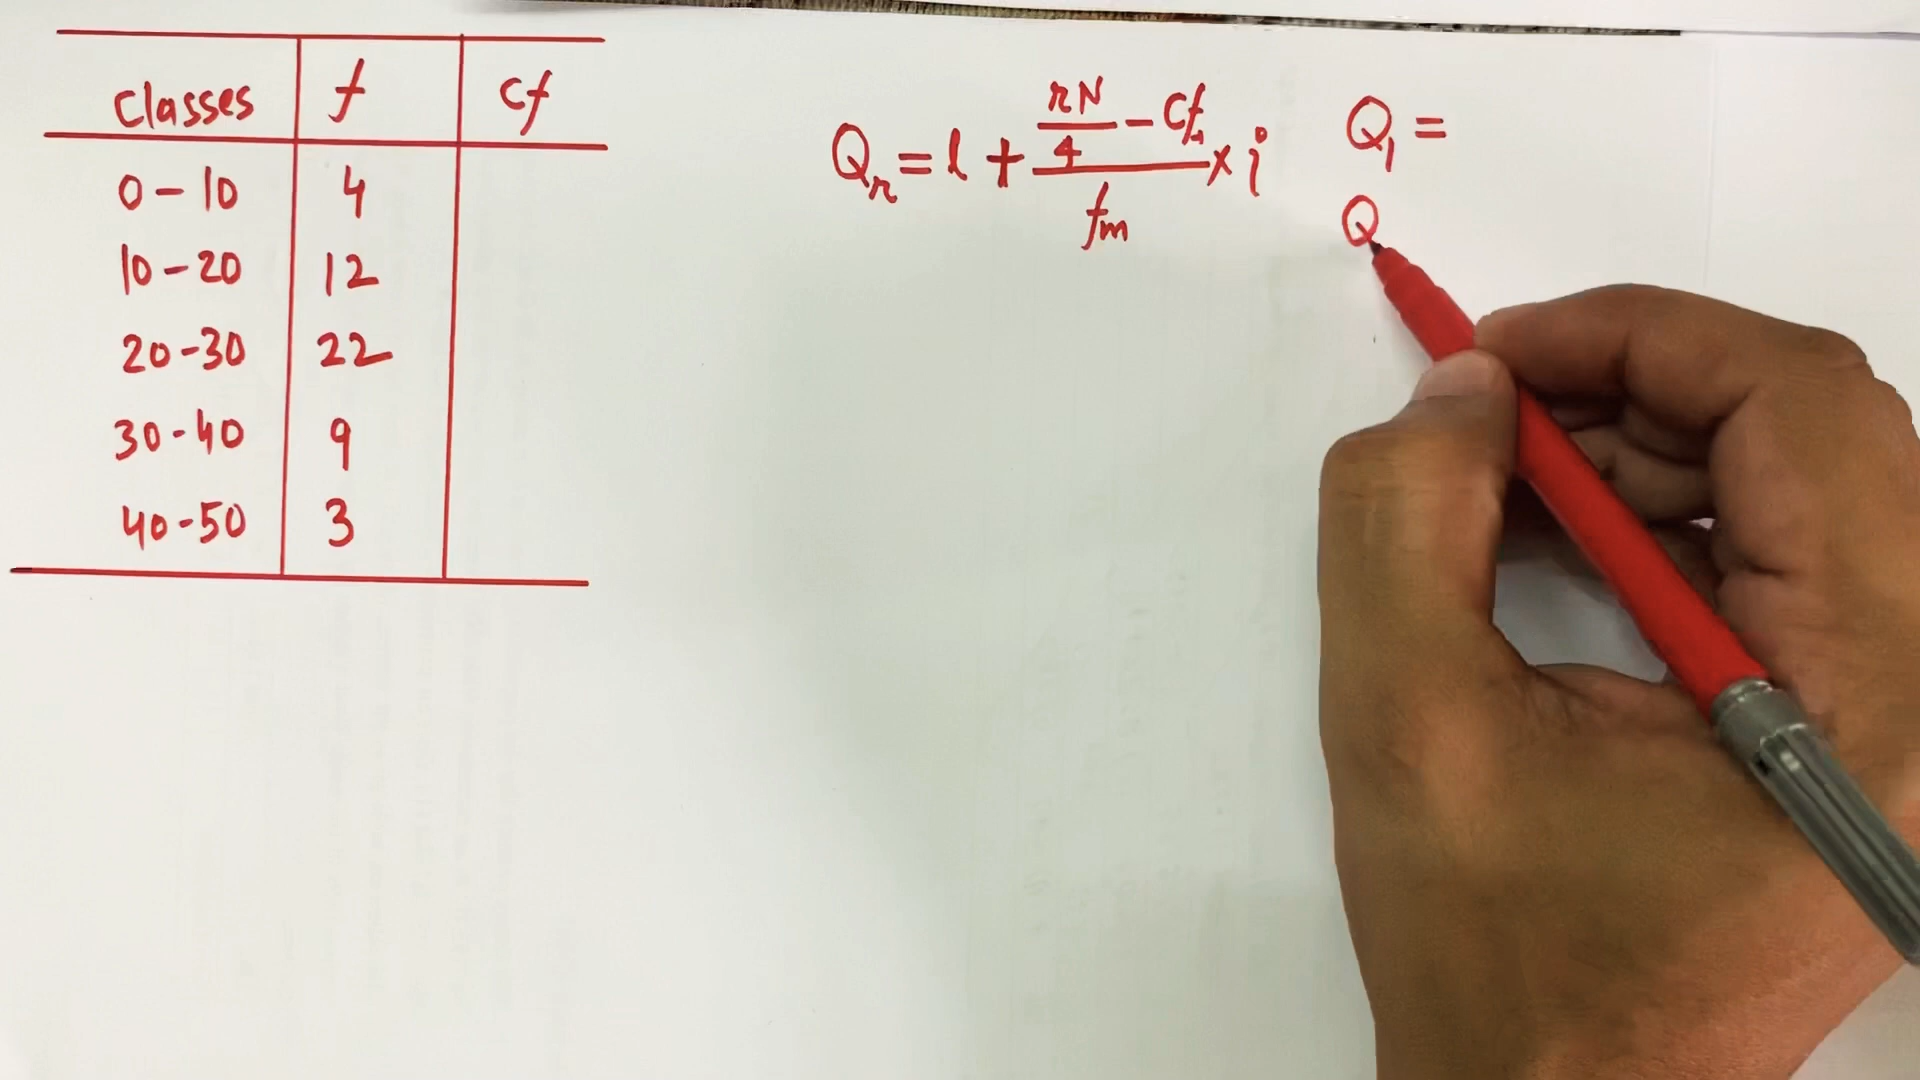 Classes f cf
0-10 4
10-20 12
20-30 22
30-40 9
40-50 3
Qr = l + (rN/4 - cf)/fm × i
Q1 =
Q